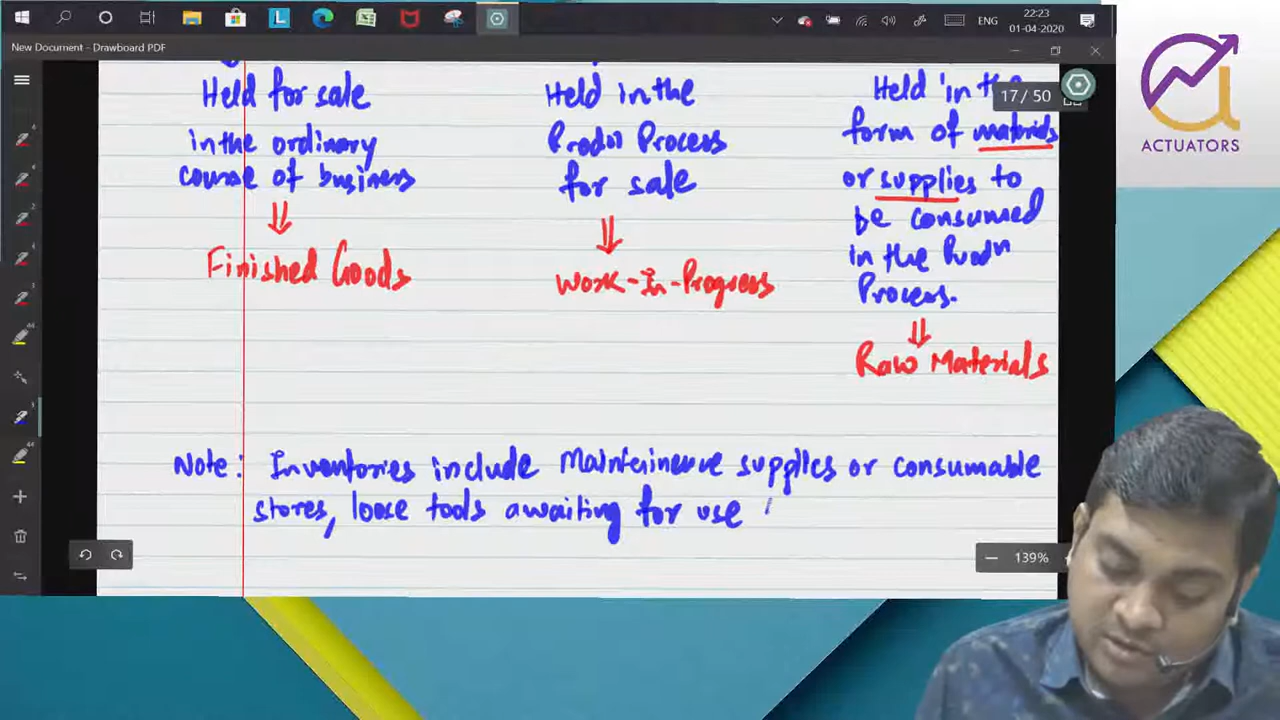 22:23
ENG
01-04-2020
New Document - Drawboard PDF
17/50
Held for sale
in the ordinary
course of business
Finished Goods
Held in the
Prodn Process
for sale
Work-In-Progress
Held in the
form of materials
or supplies to
be consumed
in the Prodn
Process.
Raw Materials
Note: Inventories include Mainteinence supplies or consumable
stores, loose tools awaiting for use
139%
ACTUATORS